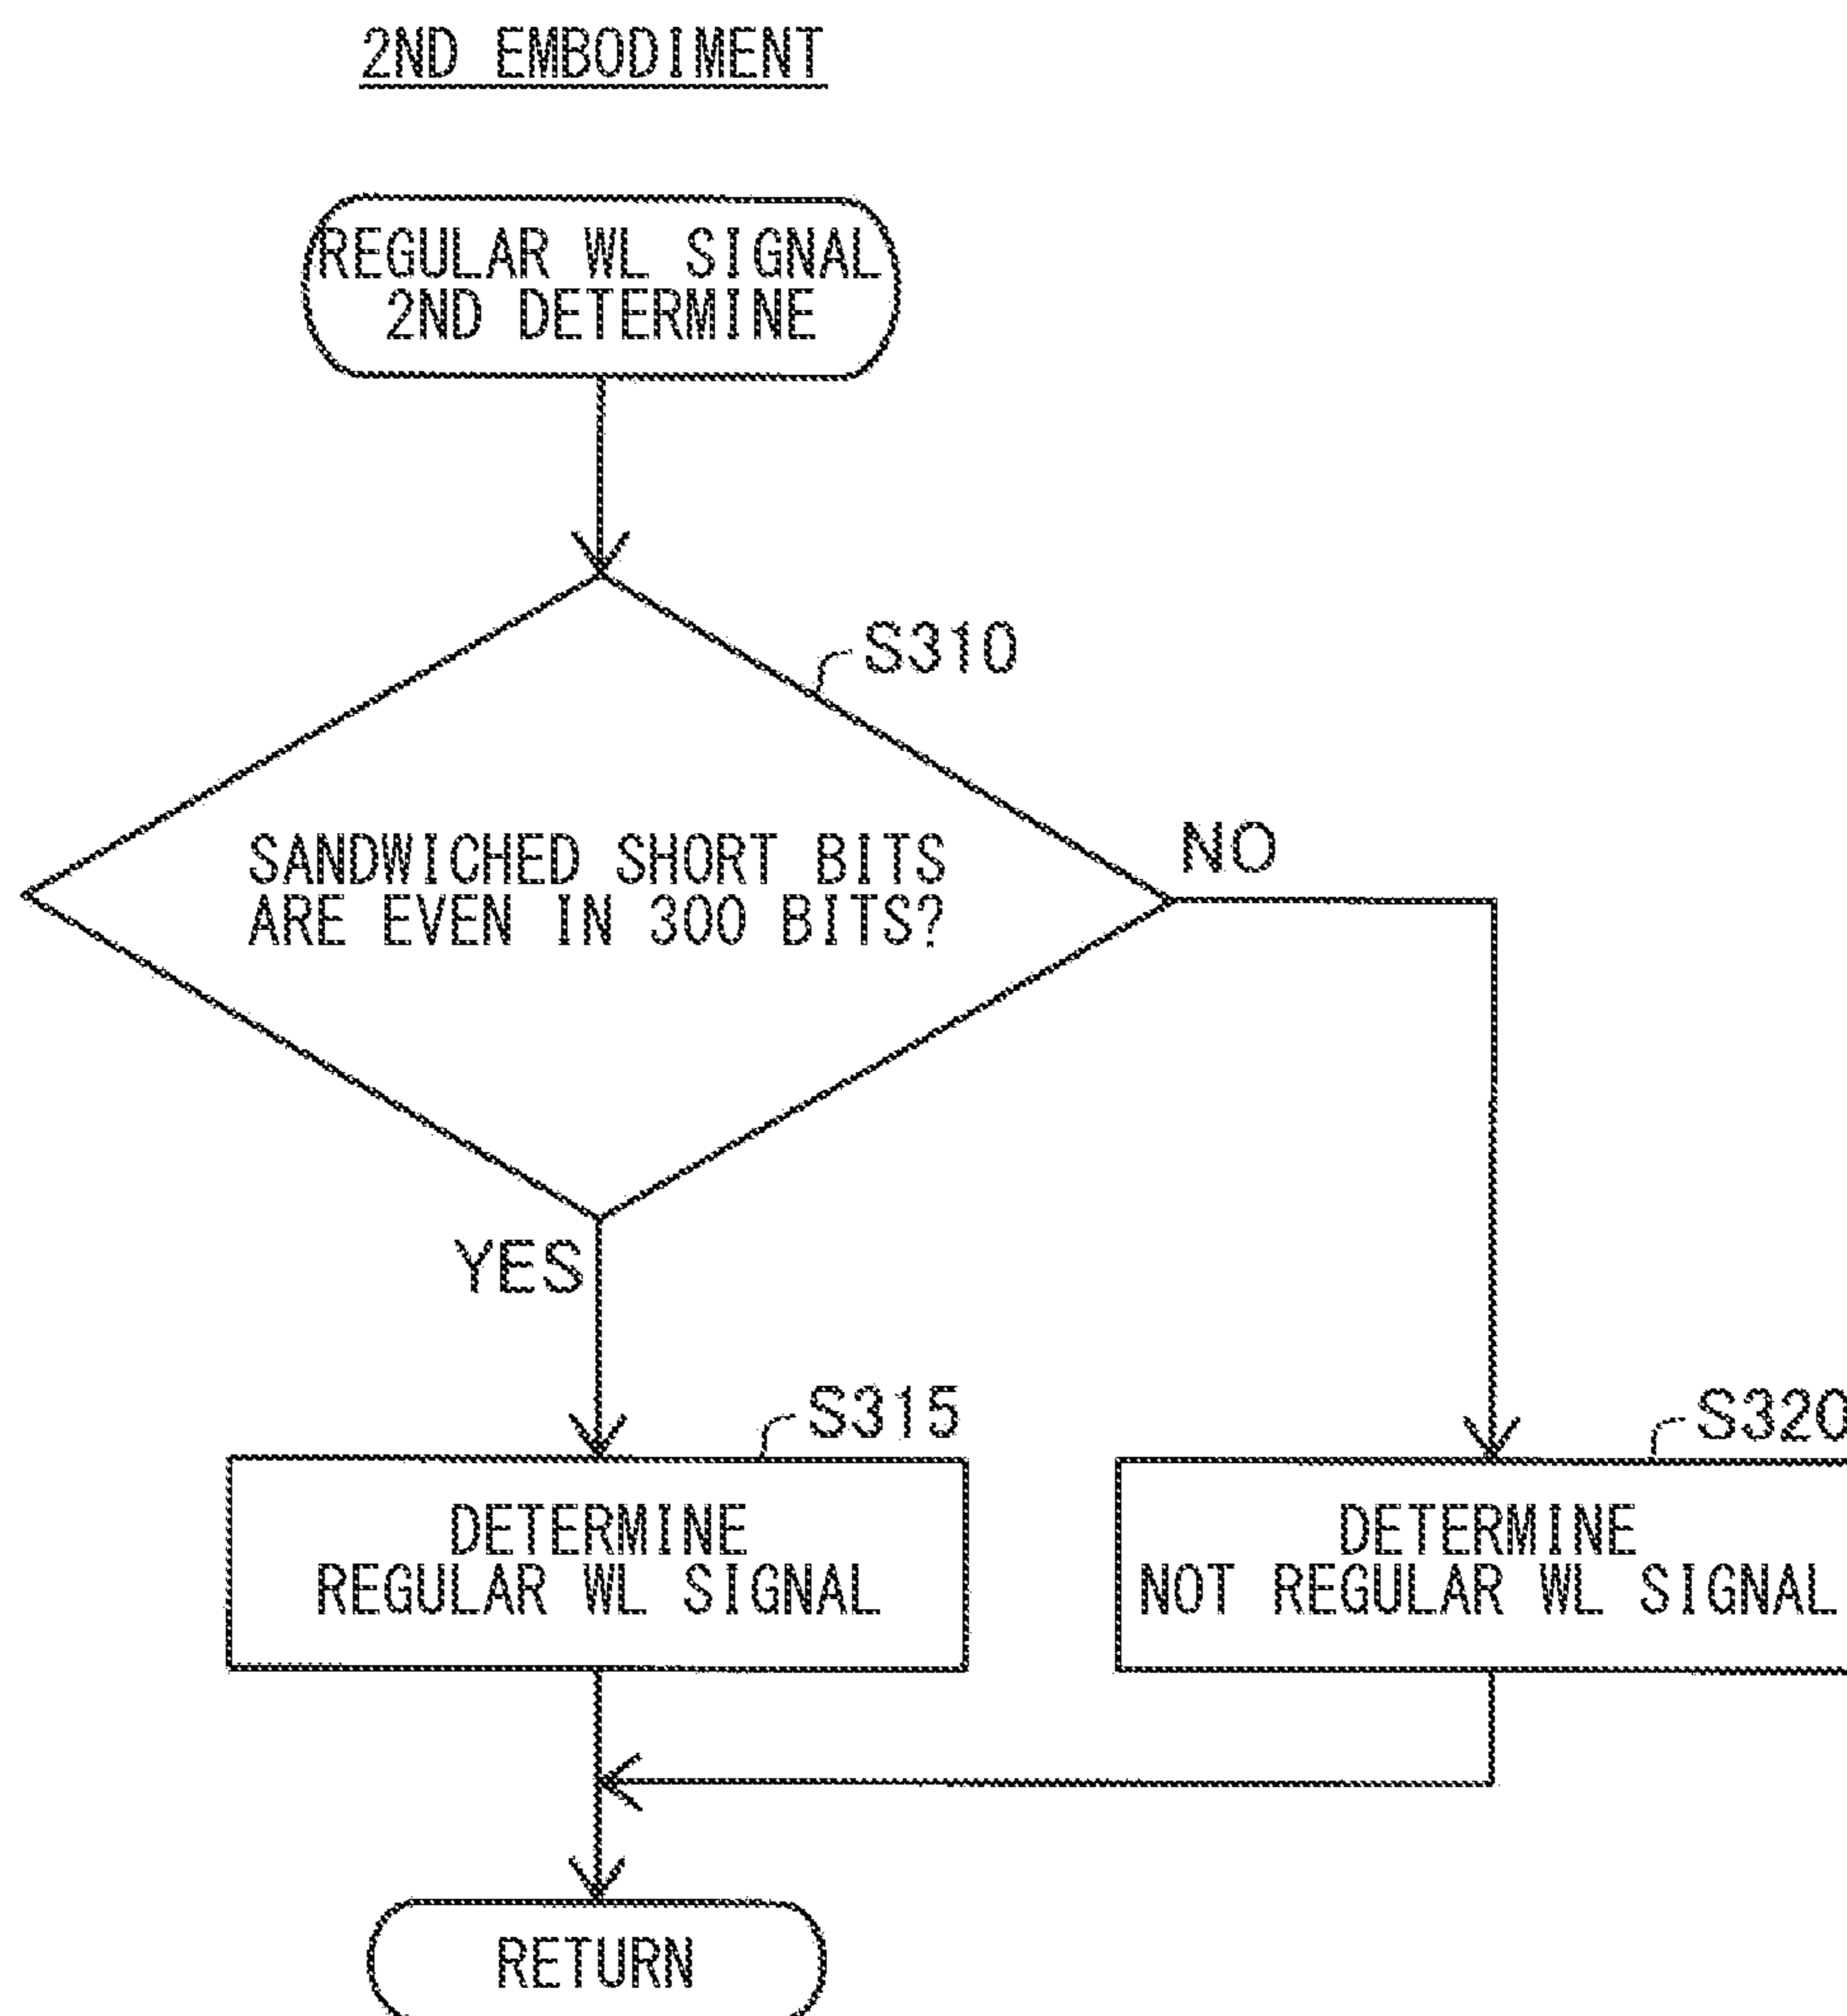 2ND EMBODIMENT
REGULAR WL SIGNAL
2ND DETERMINE
S310
SANDWICHED SHORT BITS
ARE EVEN IN 300 BITS?
NO
YES
S315
S320
DETERMINE
REGULAR WL SIGNAL
DETERMINE
NOT REGULAR WL SIGNAL
RETURN